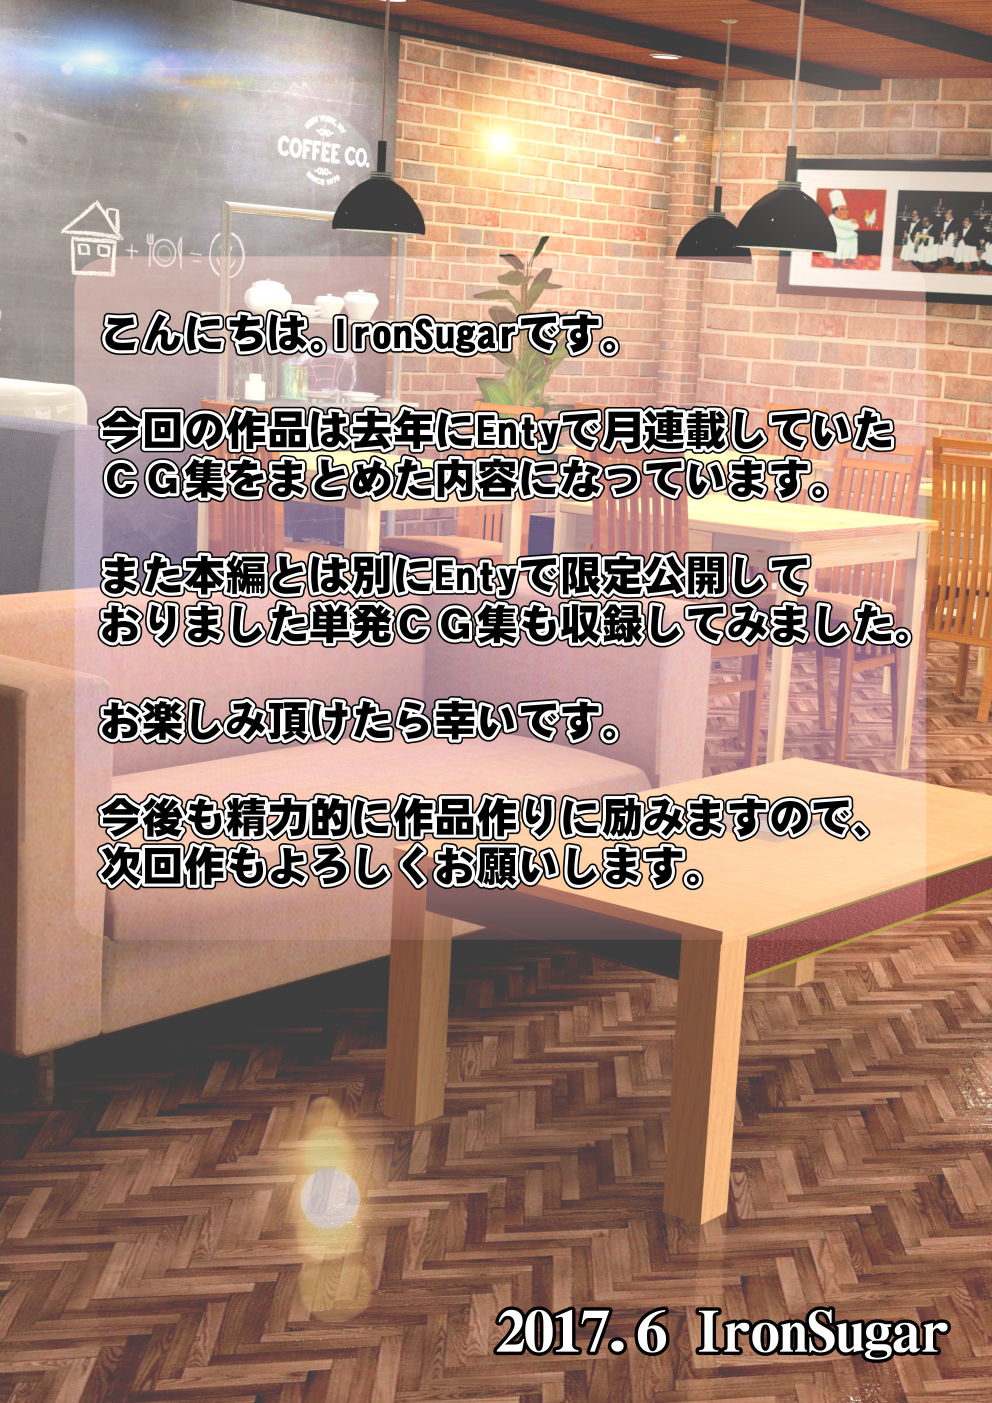 NEW YORK, NY
COFFEE CO.
SINCE 1975
こんにちは。IronSugarです。
今回の作品は去年にEntyで月連載していた
ＣＧ集をまとめた内容になっています。
また本編とは別にEntyで限定公開して
おりました単発ＣＧ集も収録してみました。
お楽しみ頂けたら幸いです。
今後も精力的に作品作りに励みますので、
次回作もよろしくお願いします。
2017.6 IronSugar